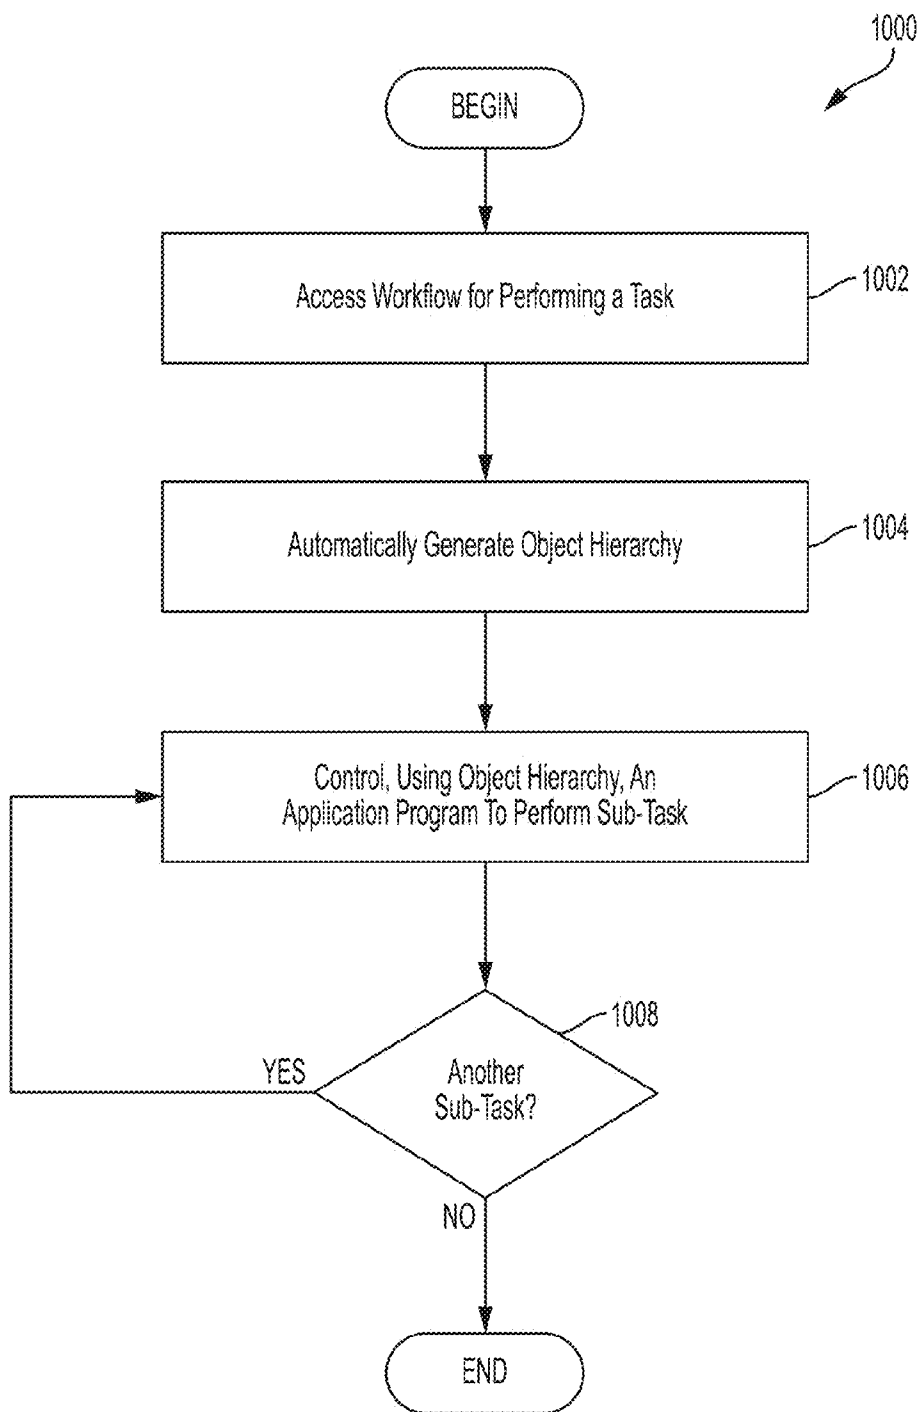 1000
BEGIN
Access Workflow for Performing a Task
1002
Automatically Generate Object Hierarchy
1004
Control, Using Object Hierarchy, An
Application Program To Perform Sub-Task
1006
1008
Another
Sub-Task?
YES
NO
END